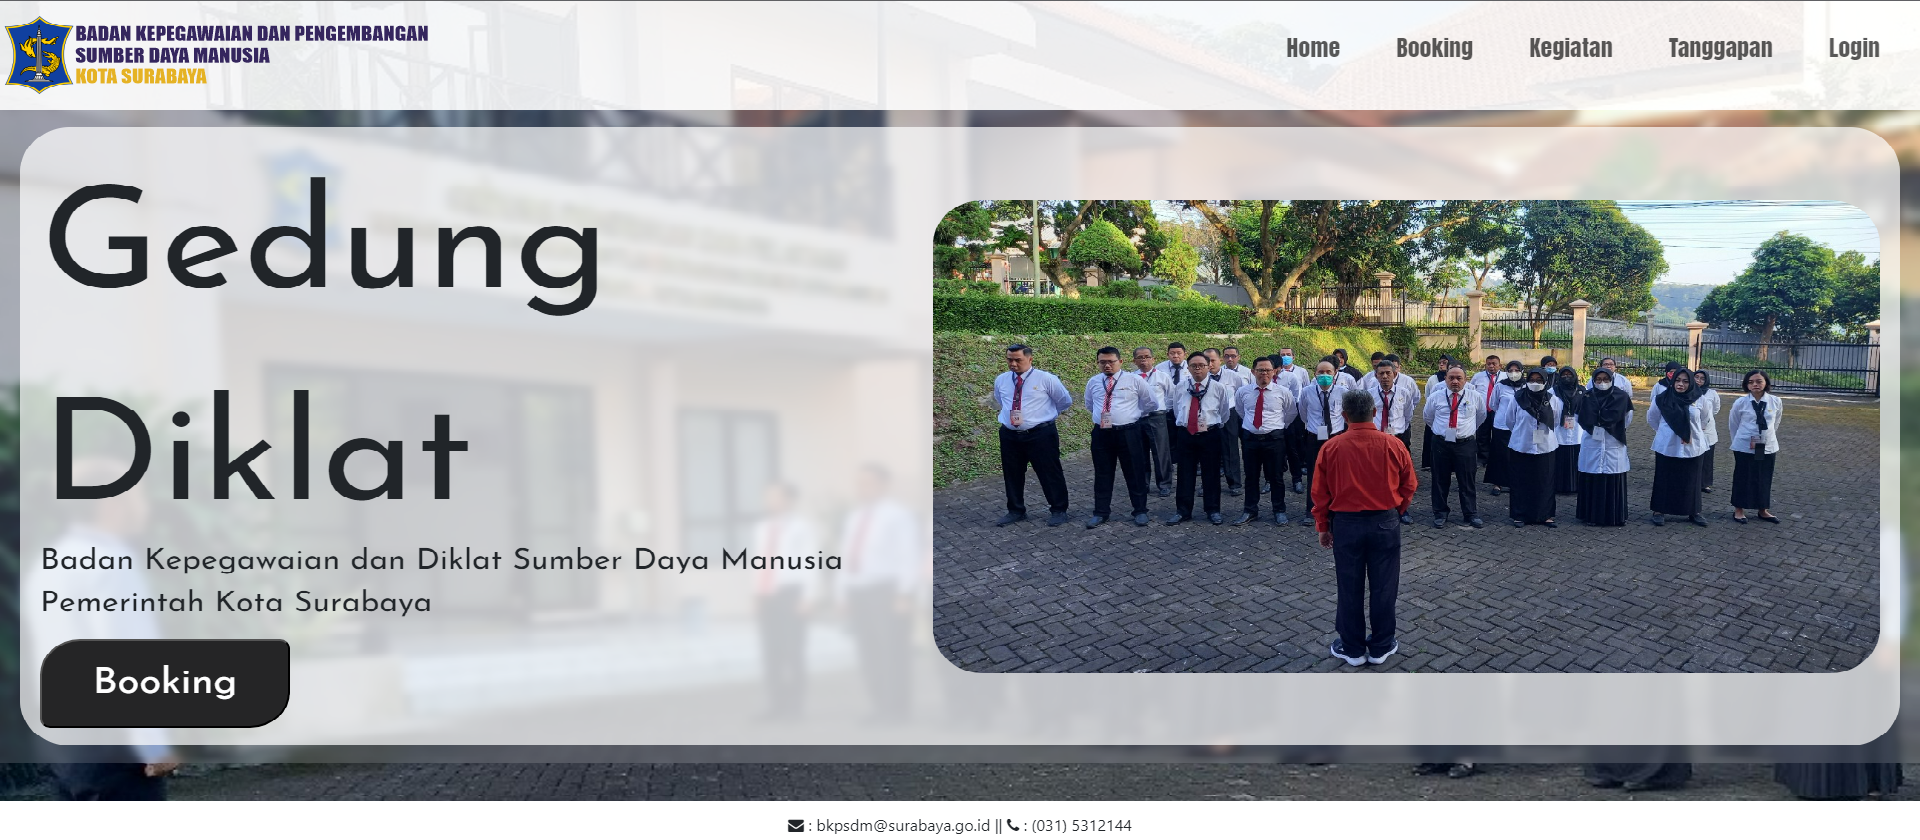 BADAN KEPEGAWAIAN DAN PENGEMBANGAN
SUMBER DAYA MANUSIA
KOTA SURABAYA
Home Booking Kegiatan Tanggapan Login
Gedung
Diklat
Badan Kepegawaian dan Diklat Sumber Daya Manusia
Pemerintah Kota Surabaya
Booking
: bkpsdm@surabaya.go.id || : (031) 5312144